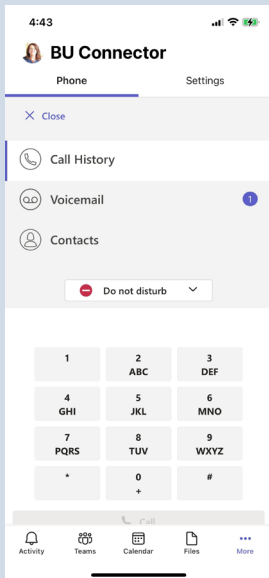 4:43
BU Connector
Phone Settings
Close
Call History
Voicemail 1
Contacts
Do not disturb
1 2 3
ABC DEF
4 5 6
GHI JKL MNO
7 8 9
PQRS TUV WXYZ
* 0 #
+
Call
Activity Teams Calendar Files More